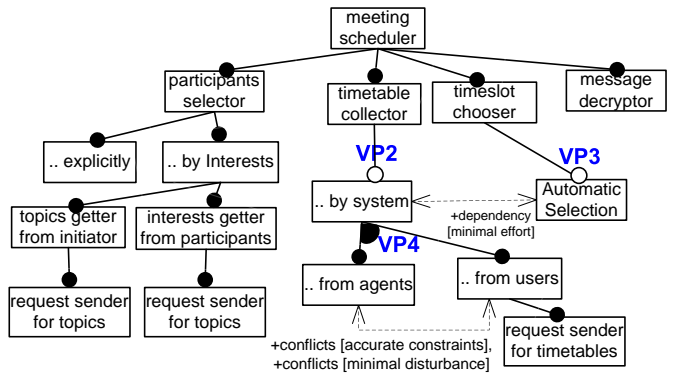 meeting
scheduler
participants
selector
timetable
collector
timeslot
chooser
message
decryptor
.. explicitly
.. by Interests
VP2
VP3
topics getter
from initiator
interests getter
from participants
.. by system
Automatic
Selection
+dependency
[minimal effort]
VP4
request sender
for topics
request sender
for topics
.. from agents
.. from users
request sender
for timetables
+conflicts [accurate constraints],
+conflicts [minimal disturbance]